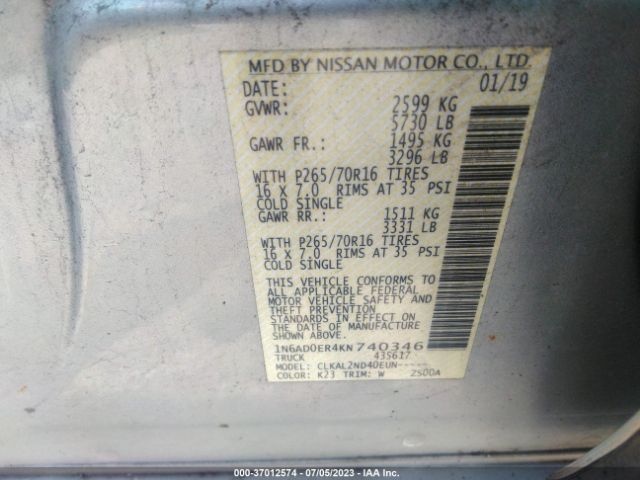 MFD BY NISSAN MOTOR CO., LTD.
DATE: 01/19
GVWR: 2599 KG
5730 LB
GAWR FR.: 1495 KG
3296 LB
WITH P265/70R16 TIRES
16 X 7.0 RIMS AT 35 PSI
COLD SINGLE
GAWR RR.: 1511 KG
3331 LB
WITH P265/70R16 TIRES
16 X 7.0 RIMS AT 35 PSI
COLD SINGLE
THIS VEHICLE CONFORMS TO
ALL APPLICABLE FEDERAL
MOTOR VEHICLE SAFETY AND
THEFT PREVENTION
STANDARDS IN EFFECT ON
THE DATE OF MANUFACTURE
SHOWN ABOVE.
1N6AD0ER4KN740346
TRUCK 435617
MODEL: CLKAL2ND4DEUN-----
COLOR: K23 TRIM: W 2500A
000-37012574 / 07/05/2023 - IAA Inc.